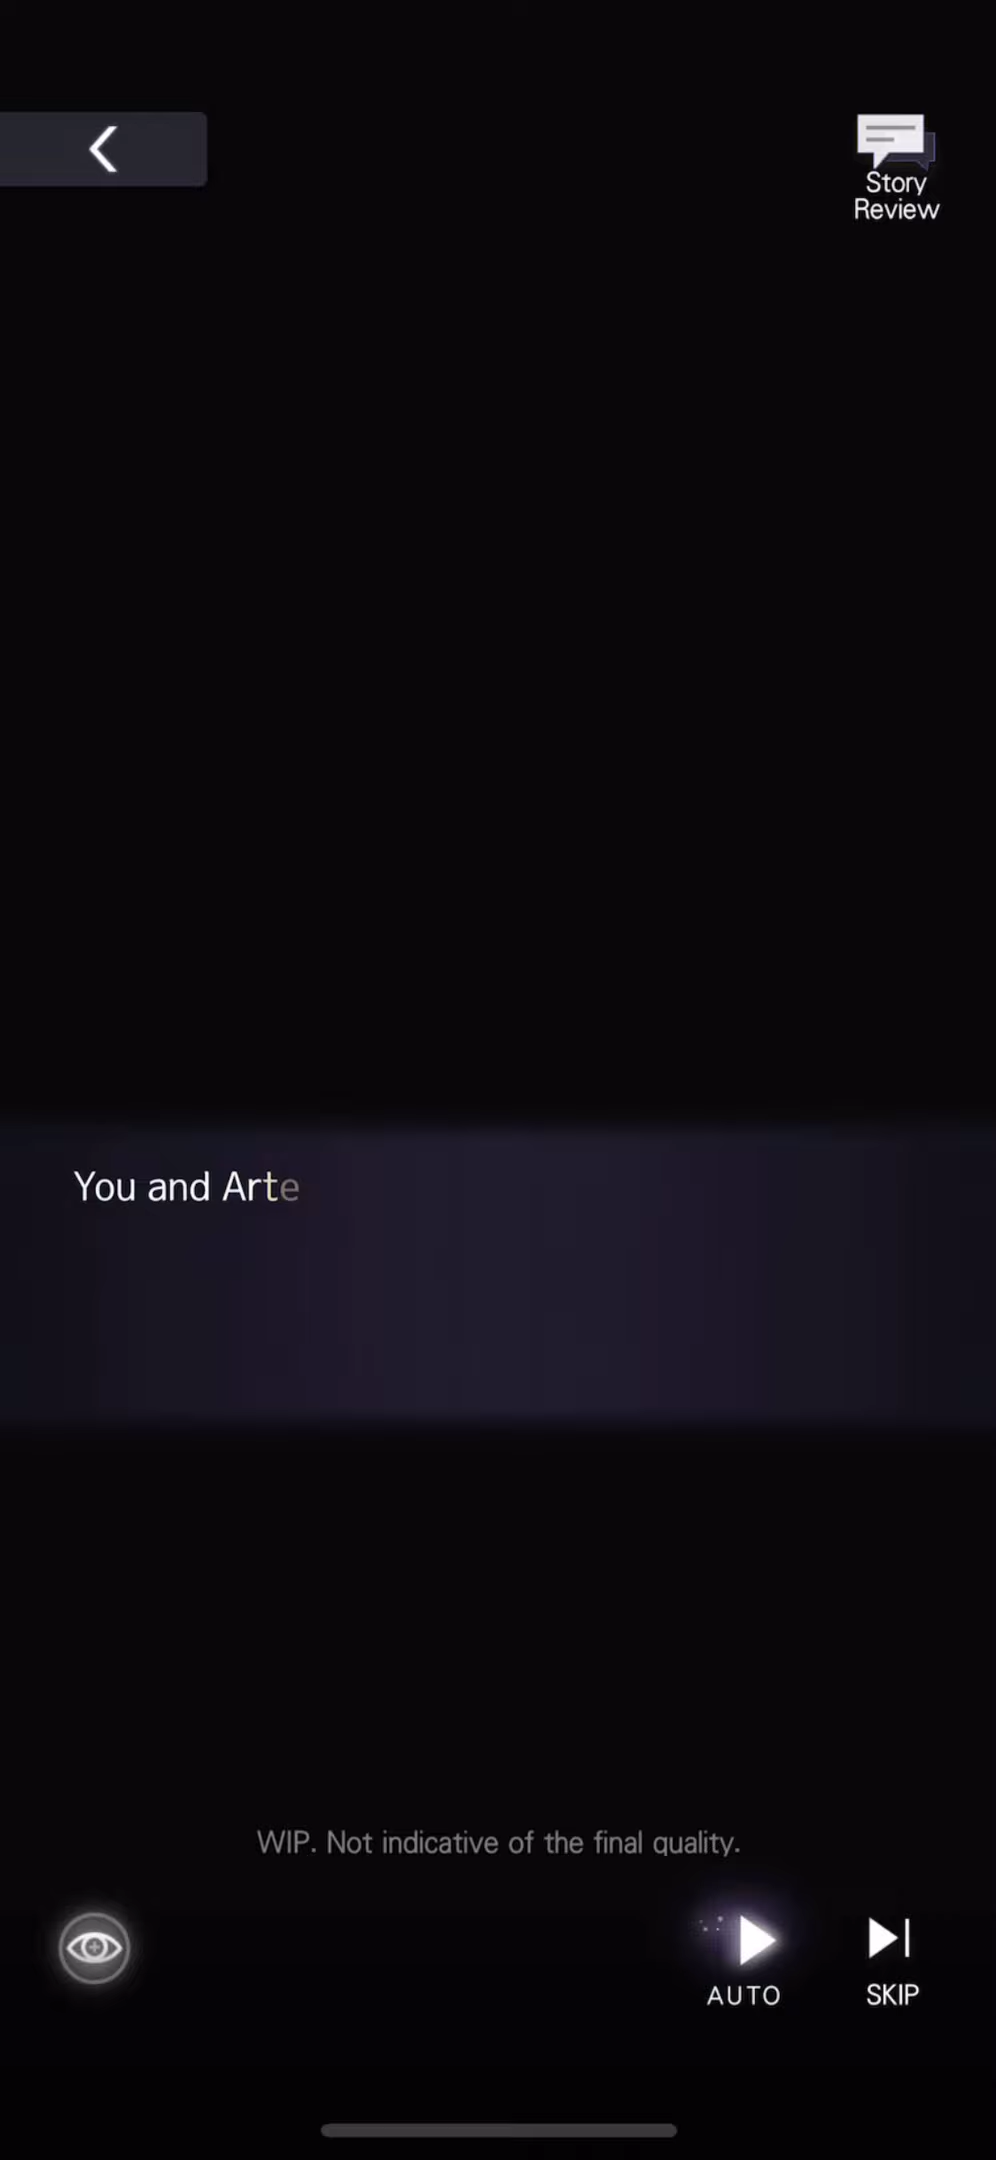 Story
Review
You and Arte
WIP. Not indicative of the final quality.
AUTO
SKIP